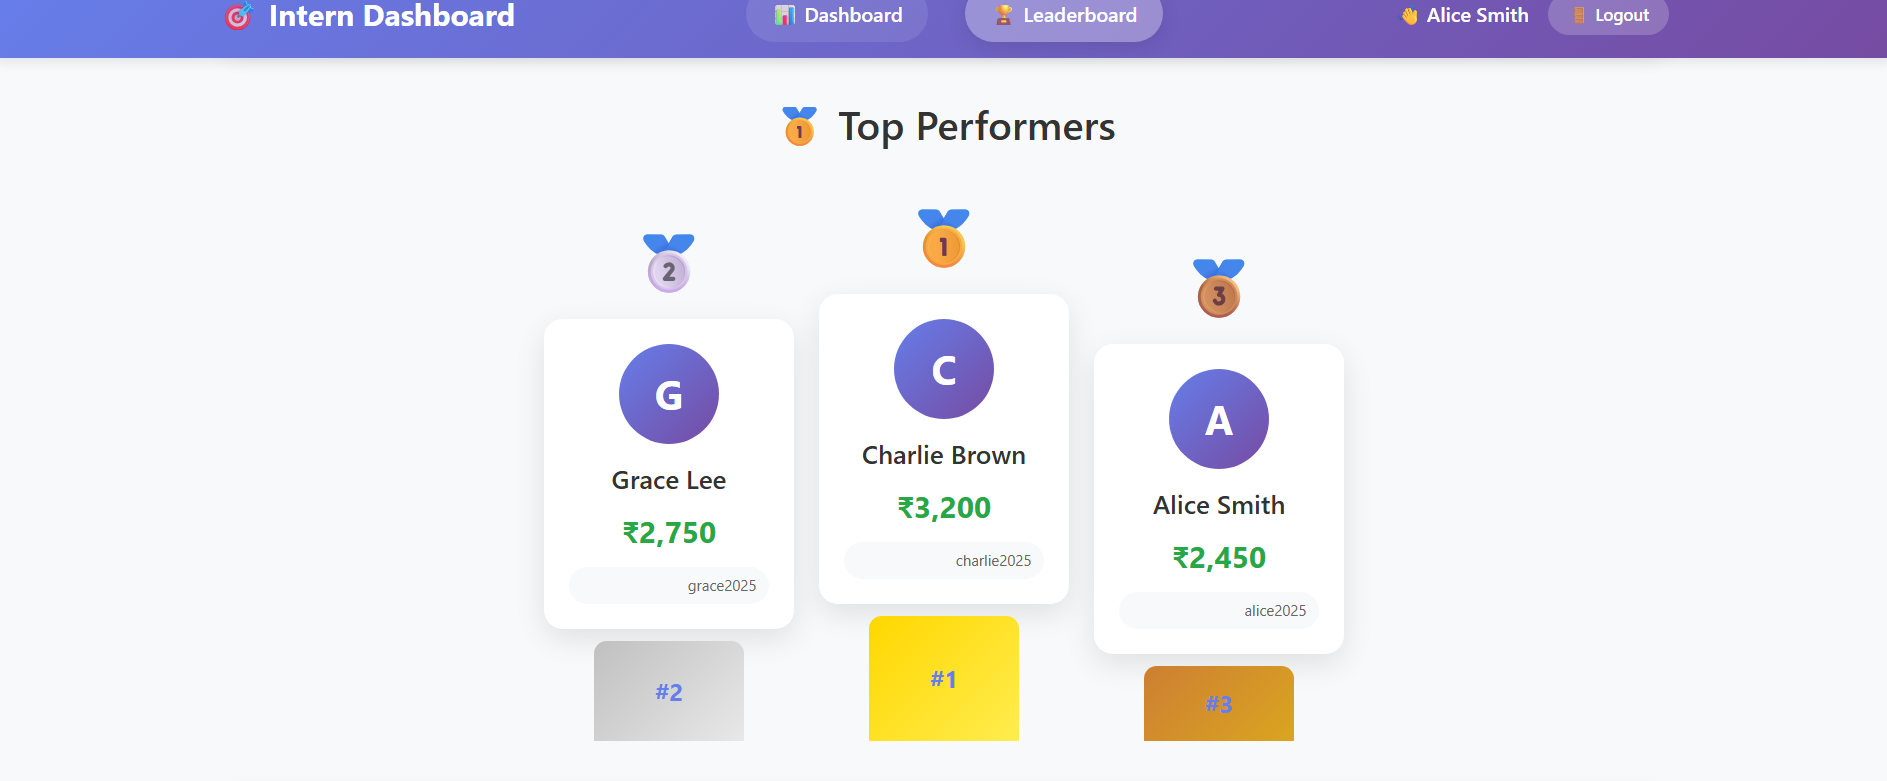 Intern Dashboard
Dashboard
Leaderboard
Alice Smith
Logout
Top Performers
2
Grace Lee
₹2,750
grace2025
#2
1
C
Charlie Brown
₹3,200
charlie2025
#1
3
A
Alice Smith
₹2,450
alice2025
#3
G
1